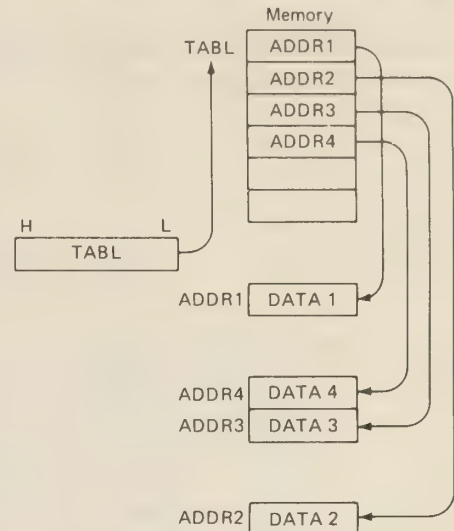 Memory
TABL ADDR1
ADDR2
ADDR3
ADDR4
H L
TABL
ADDR1 DATA 1
ADDR4 DATA 4
ADDR3 DATA 3
ADDR2 DATA 2